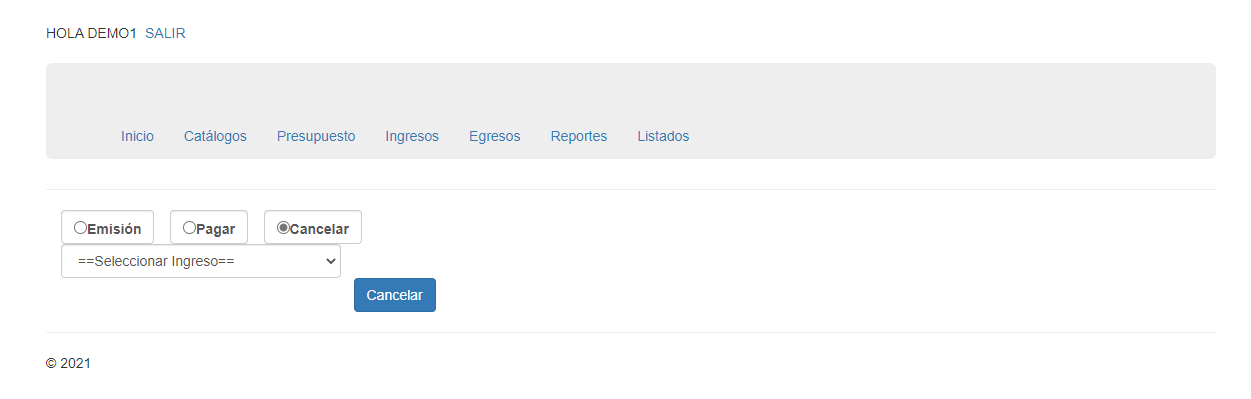 HOLA DEMO1 SALIR
Inicio Catálogos Presupuesto Ingresos Egresos Reportes Listados
Emisión Pagar Cancelar
==Seleccionar Ingreso==
Cancelar
© 2021